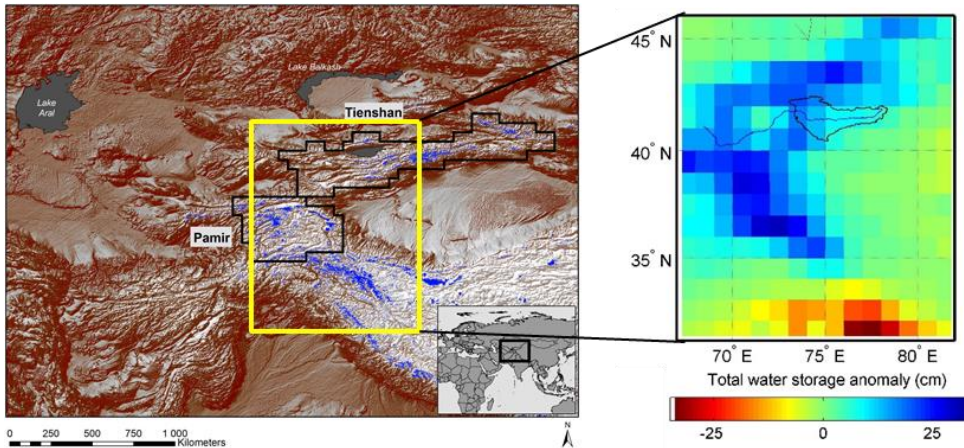 Lake Balkash
Lake
Aral
Tienshan
Pamir
0 250 500 750 1 000
Kilometers
N
45° N
40° N
35° N
70° E 75° E 80° E
Total water storage anomaly (cm)
-25 0 25